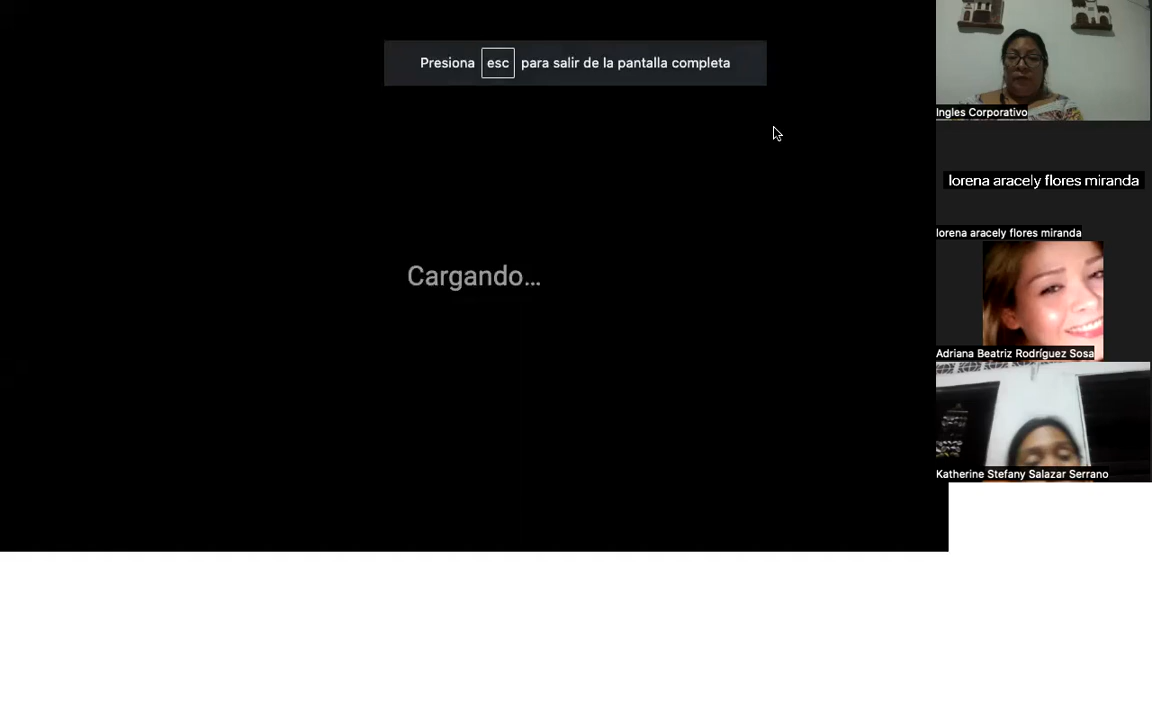 Presiona esc para salir de la pantalla completa
Cargando...
Ingles Corporativo
lorena aracely flores miranda
lorena aracely flores miranda
Adriana Beatriz Rodríguez Sosa
Katherine Stefany Salazar Serrano